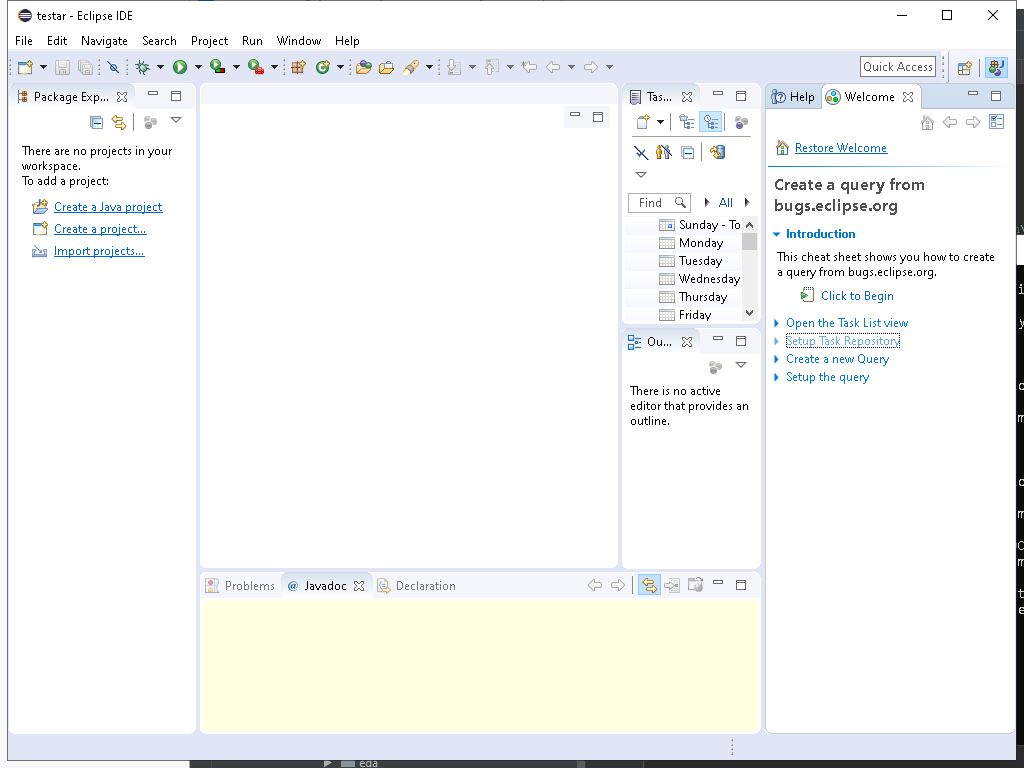 testar - Eclipse IDE
File Edit Navigate Search Project Run Window Help
Quick Access
Package Exp...
There are no projects in your
workspace.
To add a project:
Create a Java project
Create a project...
Import projects...
Tas...
Find
All
Sunday - To
Monday
Tuesday
Wednesday
Thursday
Friday
Ou...
There is no active
editor that provides an
outline.
Help
Welcome
Restore Welcome
Create a query from
bugs.eclipse.org
Introduction
This cheat sheet shows you how to create
a query from bugs.eclipse.org.
Click to Begin
Open the Task List view
Setup Task Repository
Create a new Query
Setup the query
Problems
@ Javadoc
Declaration
eda